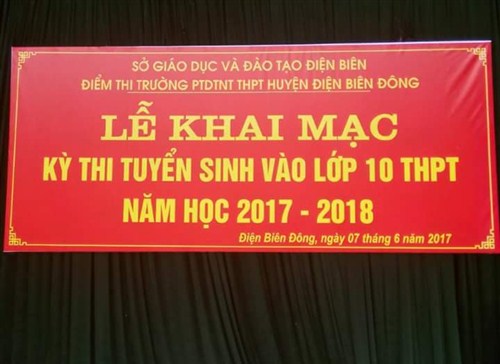 SỞ GIÁO DỤC VÀ ĐÀO TẠO ĐIỆN BIÊN
ĐIỂM THI TRƯỜNG PTDTNT THPT HUYỆN ĐIỆN BIÊN ĐÔNG
LỄ KHAI MẠC
KỲ THI TUYỂN SINH VÀO LỚP 10 THPT
NĂM HỌC 2017 - 2018
Điện Biên Đông, ngày 07 tháng 6 năm 2017